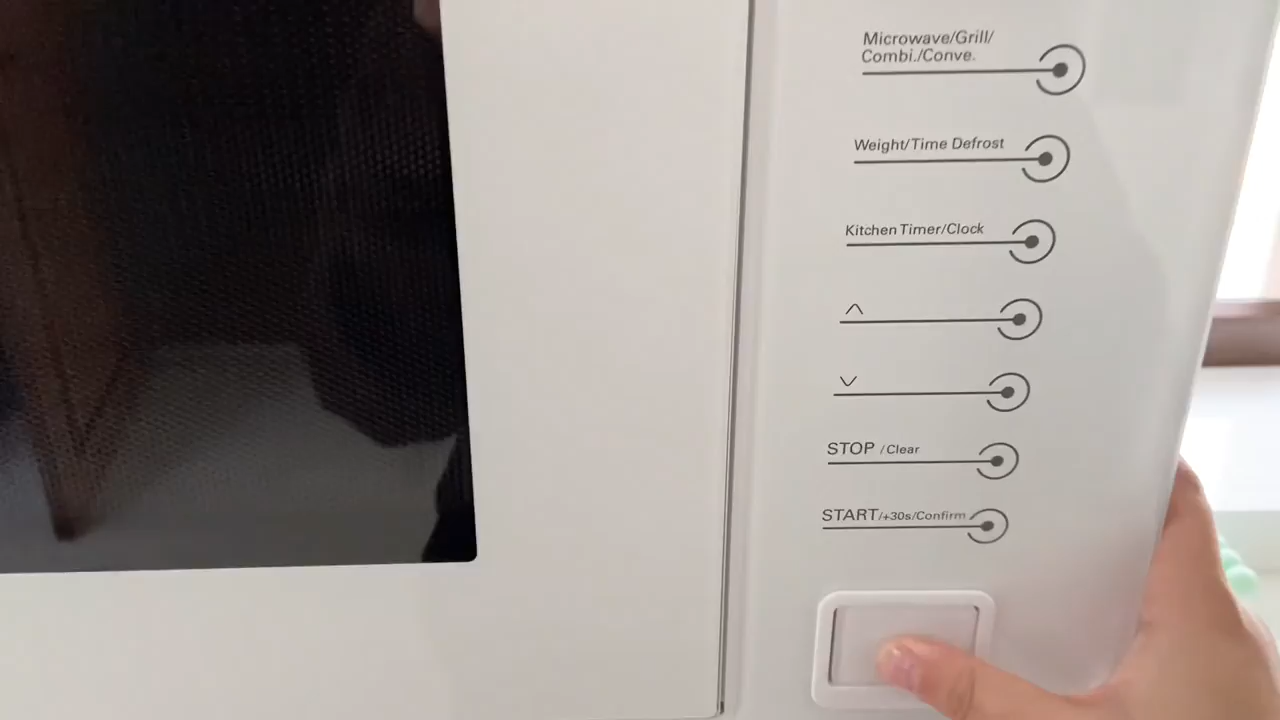 Microwave/Grill/
Combi./Conve.
Weight/Time Defrost
Kitchen Timer/Clock
STOP /Clear
START/+30s/Confirm